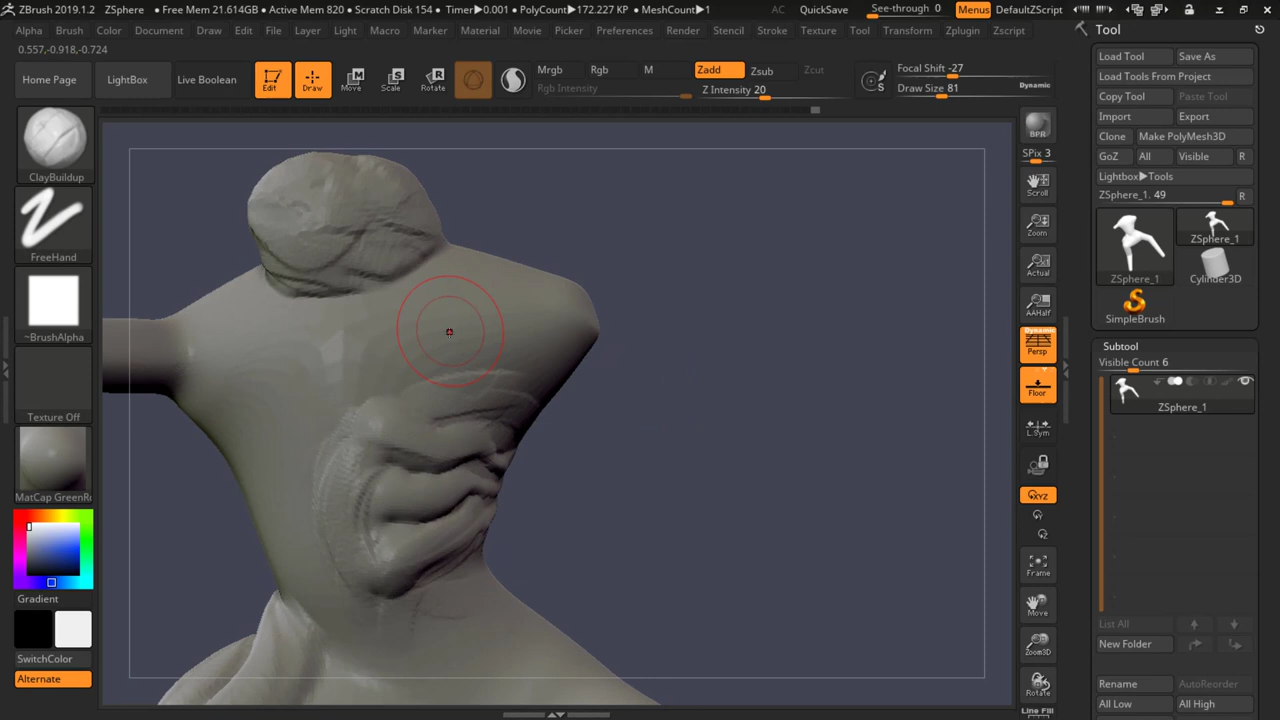 ZBrush 2019.1.2 ZSphere • Free Mem 21.614GB • Active Mem 820 • Scratch Disk 154 • Timer▶0.001 • PolyCount▶172.227 KP • MeshCount▶1 AC QuickSave See-through 0 Menus DefaultZScript
Alpha Brush Color Document Draw Edit File Layer Light Macro Marker Material Movie Picker Preferences Render Stencil Stroke Texture Tool Transform Zplugin Zscript
0.557,-0.918,-0.724
Home Page LightBox Live Boolean Edit Draw Move Scale Rotate
Mrgb Rgb M Zadd Zsub Zcut
Rgb Intensity Z Intensity 20
Focal Shift -27
Draw Size 81 Dynamic
ClayBuildup
FreeHand
~BrushAlpha
Texture Off
MatCap GreenRo
Gradient
SwitchColor
Alternate
BPR
SPix 3
Scroll
Zoom
Actual
AAHalf
Dynamic
Persp
Floor
L.Sym
XYZ
Frame
Move
Zoom3D
Rotate
Line Fill
Tool
Load Tool Save As
Load Tools From Project
Copy Tool Paste Tool
Import Export
Clone Make PolyMesh3D
GoZ All Visible R
Lightbox▶Tools
ZSphere_1. 49 R
ZSphere_1 ZSphere_1
Cylinder3D
SimpleBrush
Subtool
Visible Count 6
ZSphere_1
List All
New Folder
Rename AutoReorder
All Low All High